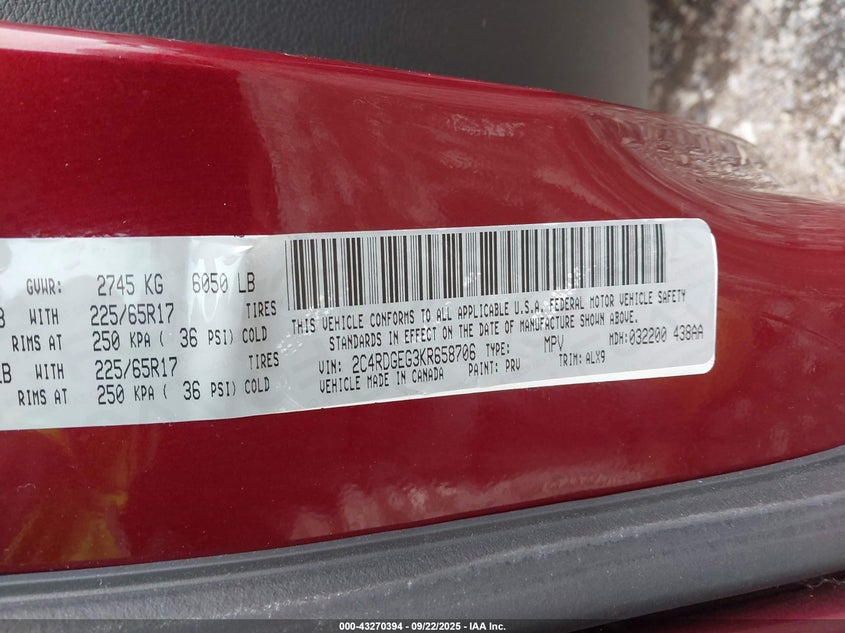 GVWR: 2745 KG 6050 LB
B WITH 225/65R17 TIRES
RIMS AT 250 KPA ( 36 PSI) COLD
LB WITH 225/65R17 TIRES
RIMS AT 250 KPA ( 36 PSI) COLD
THIS VEHICLE CONFORMS TO ALL APPLICABLE U.S.A. FEDERAL MOTOR VEHICLE SAFETY
STANDARDS IN EFFECT ON THE DATE OF MANUFACTURE SHOWN ABOVE.
VIN: 2C4RDGEG3KR658706 TYPE: MPV MDH:032200 438AA
VEHICLE MADE IN CANADA PAINT: PRV TRIM: ALX9
000-43270394 - 09/22/2025 - IAA Inc.